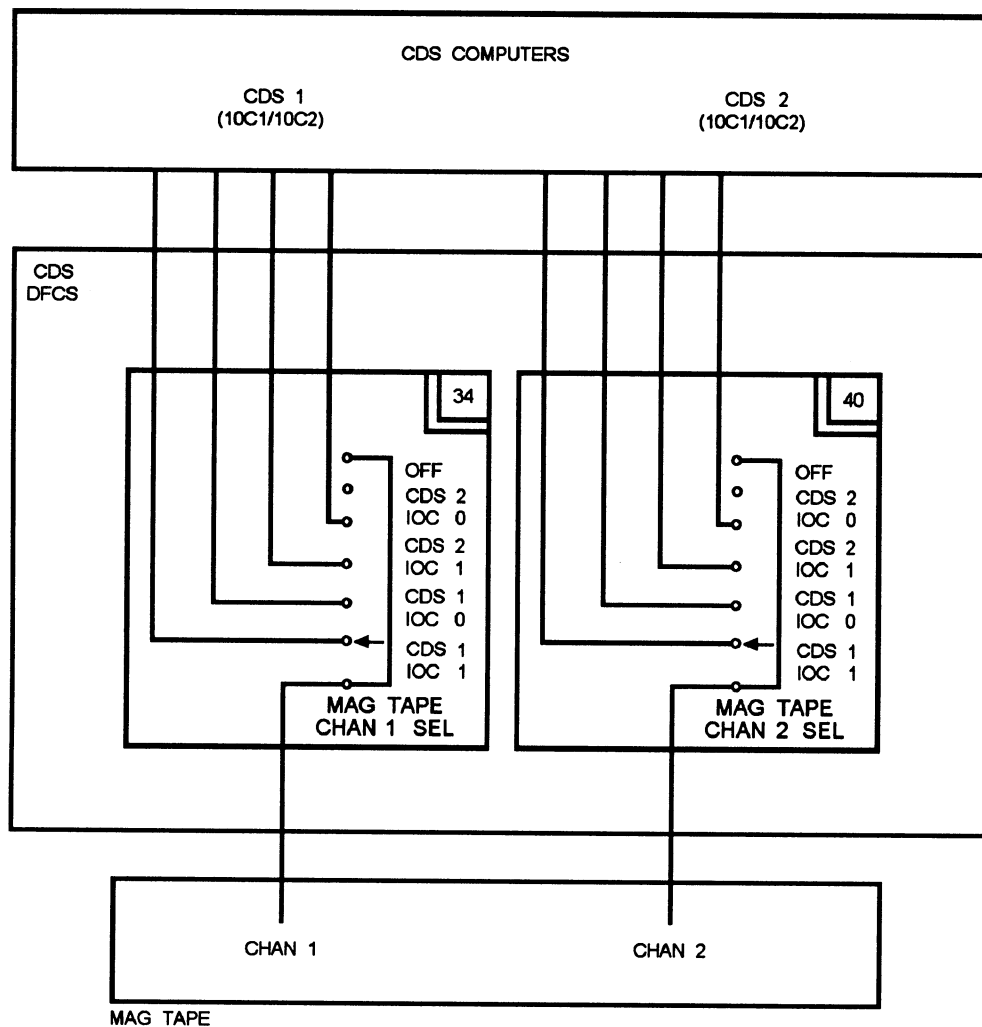 CDS COMPUTERS
CDS 1
(10C1/10C2)
CDS 2
(10C1/10C2)
CDS
DFCS
34
OFF
CDS 2
IOC 0
CDS 2
IOC 1
CDS 1
IOC 0
CDS 1
IOC 1
MAG TAPE
CHAN 1 SEL
40
OFF
CDS 2
IOC 0
CDS 2
IOC 1
CDS 1
IOC 0
CDS 1
IOC 1
MAG TAPE
CHAN 2 SEL
CHAN 1
CHAN 2
MAG TAPE